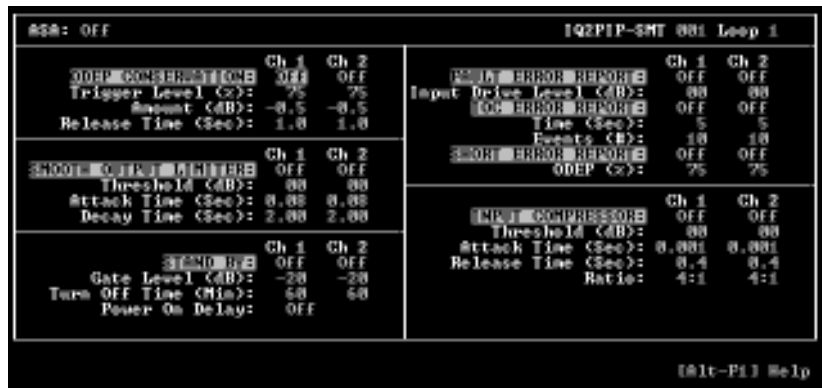 ASA: OFF
IQ2PIP-SMT 001 Loop 1
Ch 1 Ch 2
ODEP CONSERVATION: OFF OFF
Trigger Level (%): 75 75
Amount (dB): -0.5 -0.5
Release Time (Sec): 1.0 1.0
Ch 1 Ch 2
SMOOTH OUTPUT LIMITER: OFF OFF
Threshold (dB): 00 00
Attack Time (Sec): 0.08 0.08
Decay Time (Sec): 2.00 2.00
Ch 1 Ch 2
STAND BY: OFF OFF
Gate Level (dB): -20 -20
Turn OFF Time (Min): 60 60
Power On Delay: OFF
Ch 1 Ch 2
FAULT ERROR REPORT: OFF OFF
Input Drive Level (dB): 00 00
IOC ERROR REPORT: OFF OFF
Time (Sec): 5 5
Events (#): 10 10
SHORT ERROR REPORT: OFF OFF
ODEP (%): 75 75
Ch 1 Ch 2
INPUT COMPRESSOR: OFF OFF
Threshold (dB): 00 00
Attack Time (Sec): 0.001 0.001
Release Time (Sec): 0.4 0.4
Ratio: 4:1 4:1
[Alt-F1] Help